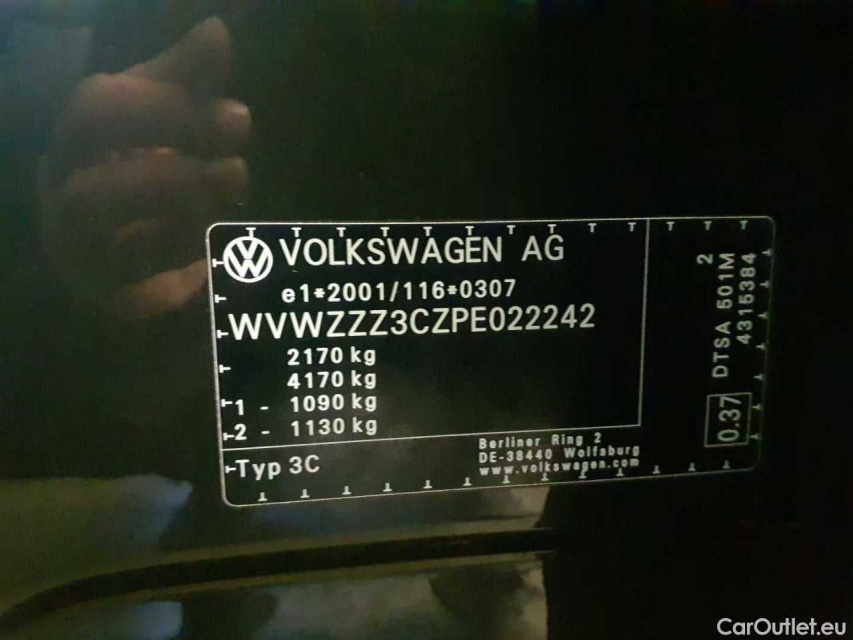 VOLKSWAGEN AG
e1*2001/116*0307
WVWZZZ3CZPE022242
2170 kg
4170 kg
1 - 1090 kg
2 - 1130 kg
Typ 3C
Berliner Ring 2
DE-38440 Wolfsburg
www.volkswagen.com
2
DTSA 501M
4315384
0.37
CarOutlet.eu